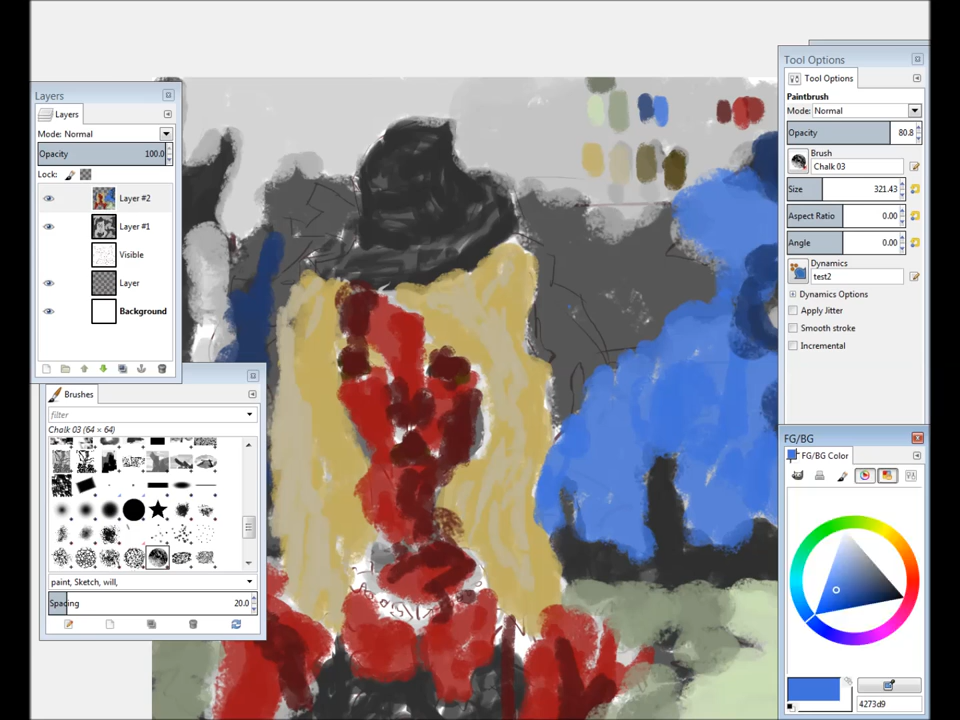 Layers
Layers
Mode: Normal
Opacity 100.0
Lock:
Layer #2
Layer #1
Visible
Layer
Background
Brushes
filter
Chalk 03 (64 × 64)
paint, Sketch, will,
Spacing 20.0
Tool Options
Tool Options
Paintbrush
Mode: Normal
Opacity 80.8
Brush
Chalk 03
Size 321.43
Aspect Ratio 0.00
Angle 0.00
Dynamics
test2
Dynamics Options
Apply Jitter
Smooth stroke
Incremental
FG/BG
FG/BG Color
4273d9